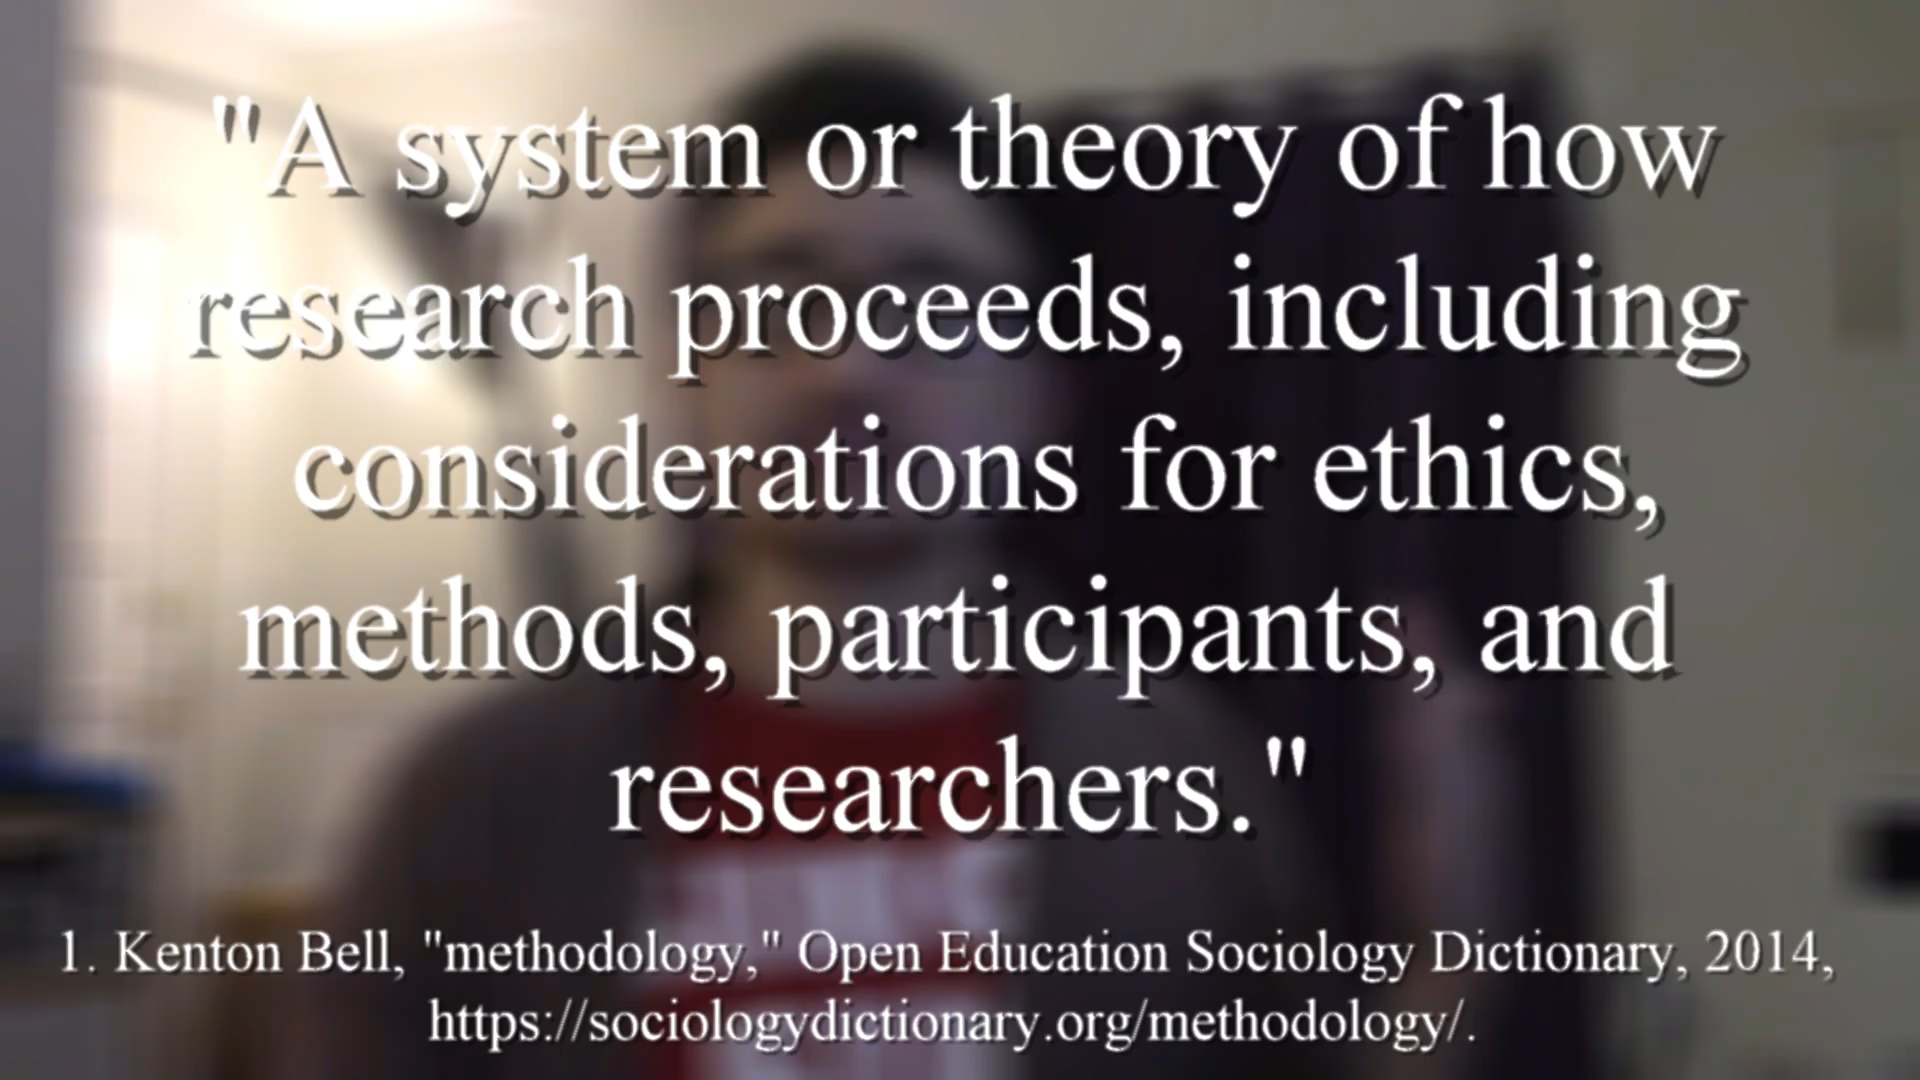 "A system or theory of how
research proceeds, including
considerations for ethics,
methods, participants, and
researchers."
1. Kenton Bell, "methodology," Open Education Sociology Dictionary, 2014,
https://sociologydictionary.org/methodology/.